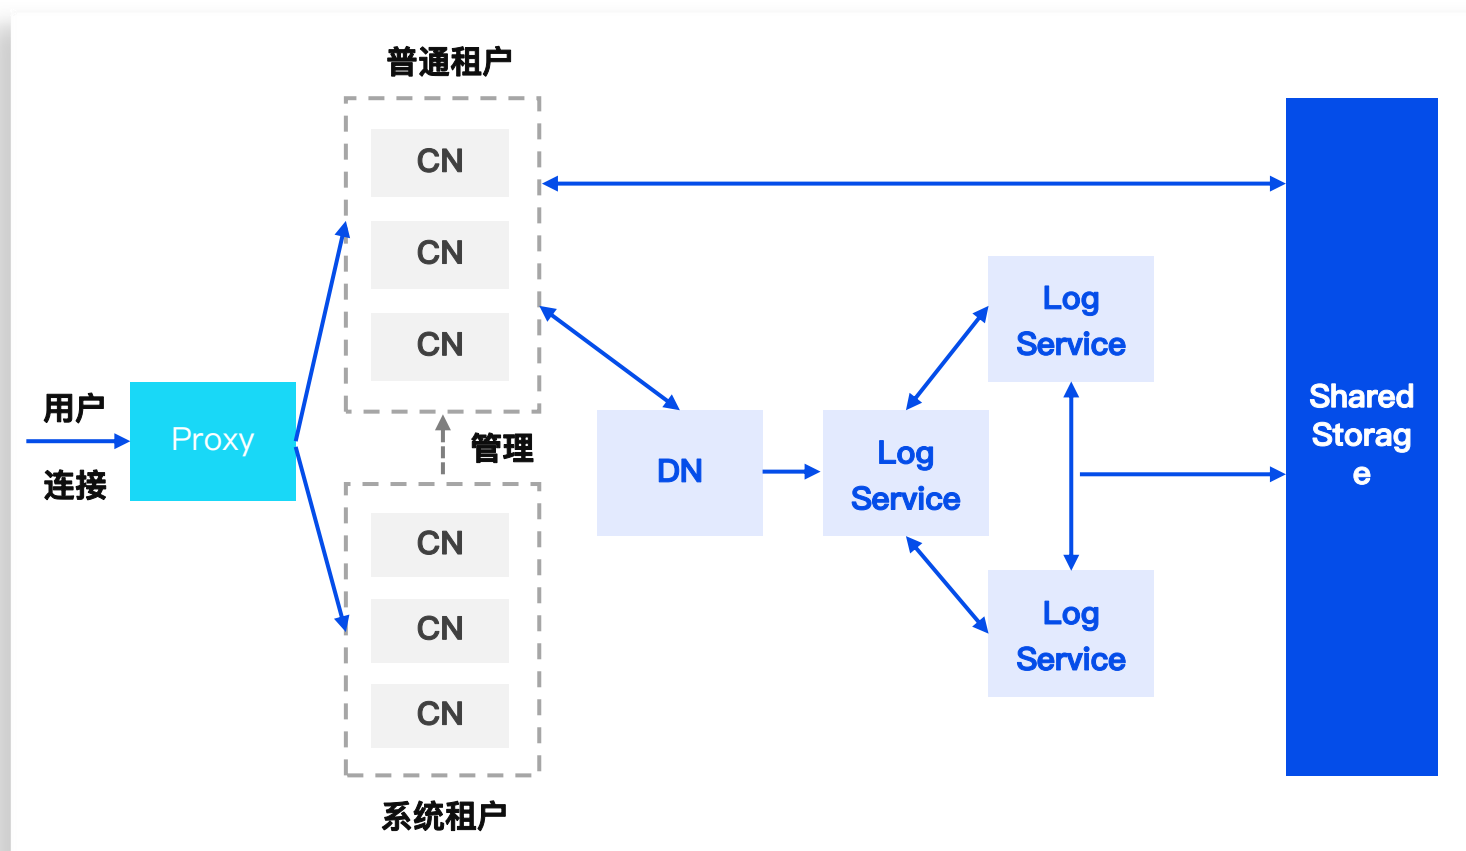 普通租户
CN
CN
CN
用户
连接
Proxy
管理
CN
CN
CN
系统租户
DN
Log
Service
Log
Service
Log
Service
Shared
Storag
e